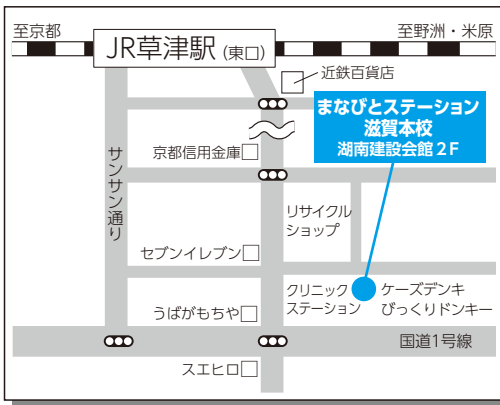 至京都
至野洲・米原
JR草津駅(東口)
近鉄百貨店
まなびとステーション
滋賀本校
湖南建設会館2F
京都信用金庫
サンサン通り
リサイクル
ショップ
セブンイレブン
クリニック
ステーション
ケーズデンキ
びっくりドンキー
うばがもちや
国道1号線
スエヒロ